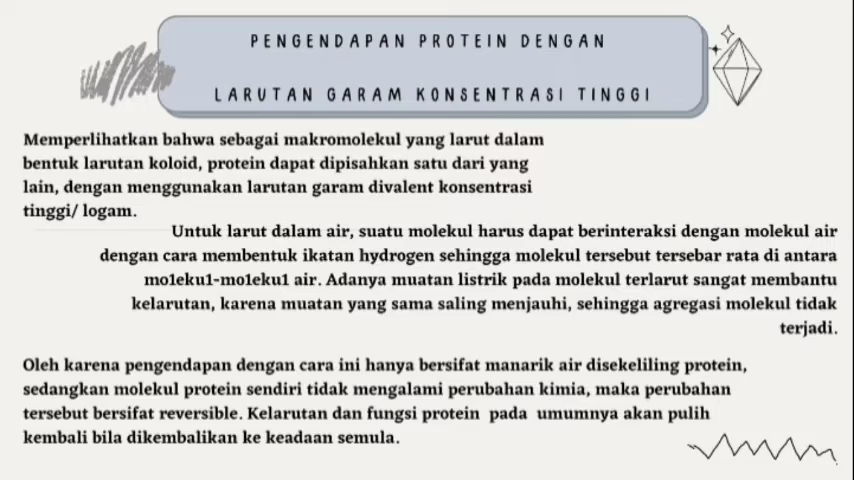 PENGENDAPAN PROTEIN DENGAN
LARUTAN GARAM KONSENTRASI TINGGI
Memperlihatkan bahwa sebagai makromolekul yang larut dalam
bentuk larutan koloid, protein dapat dipisahkan satu dari yang
lain, dengan menggunakan larutan garam divalent konsentrasi
tinggi/ logam.
Untuk larut dalam air, suatu molekul harus dapat berinteraksi dengan molekul air
dengan cara membentuk ikatan hydrogen sehingga molekul tersebut tersebar rata di antara
mo1eku1-mo1eku1 air. Adanya muatan listrik pada molekul terlarut sangat membantu
kelarutan, karena muatan yang sama saling menjauhi, sehingga agregasi molekul tidak
terjadi.
Oleh karena pengendapan dengan cara ini hanya bersifat manarik air disekeliling protein,
sedangkan molekul protein sendiri tidak mengalami perubahan kimia, maka perubahan
tersebut bersifat reversible. Kelarutan dan fungsi protein pada umumnya akan pulih
kembali bila dikembalikan ke keadaan semula.